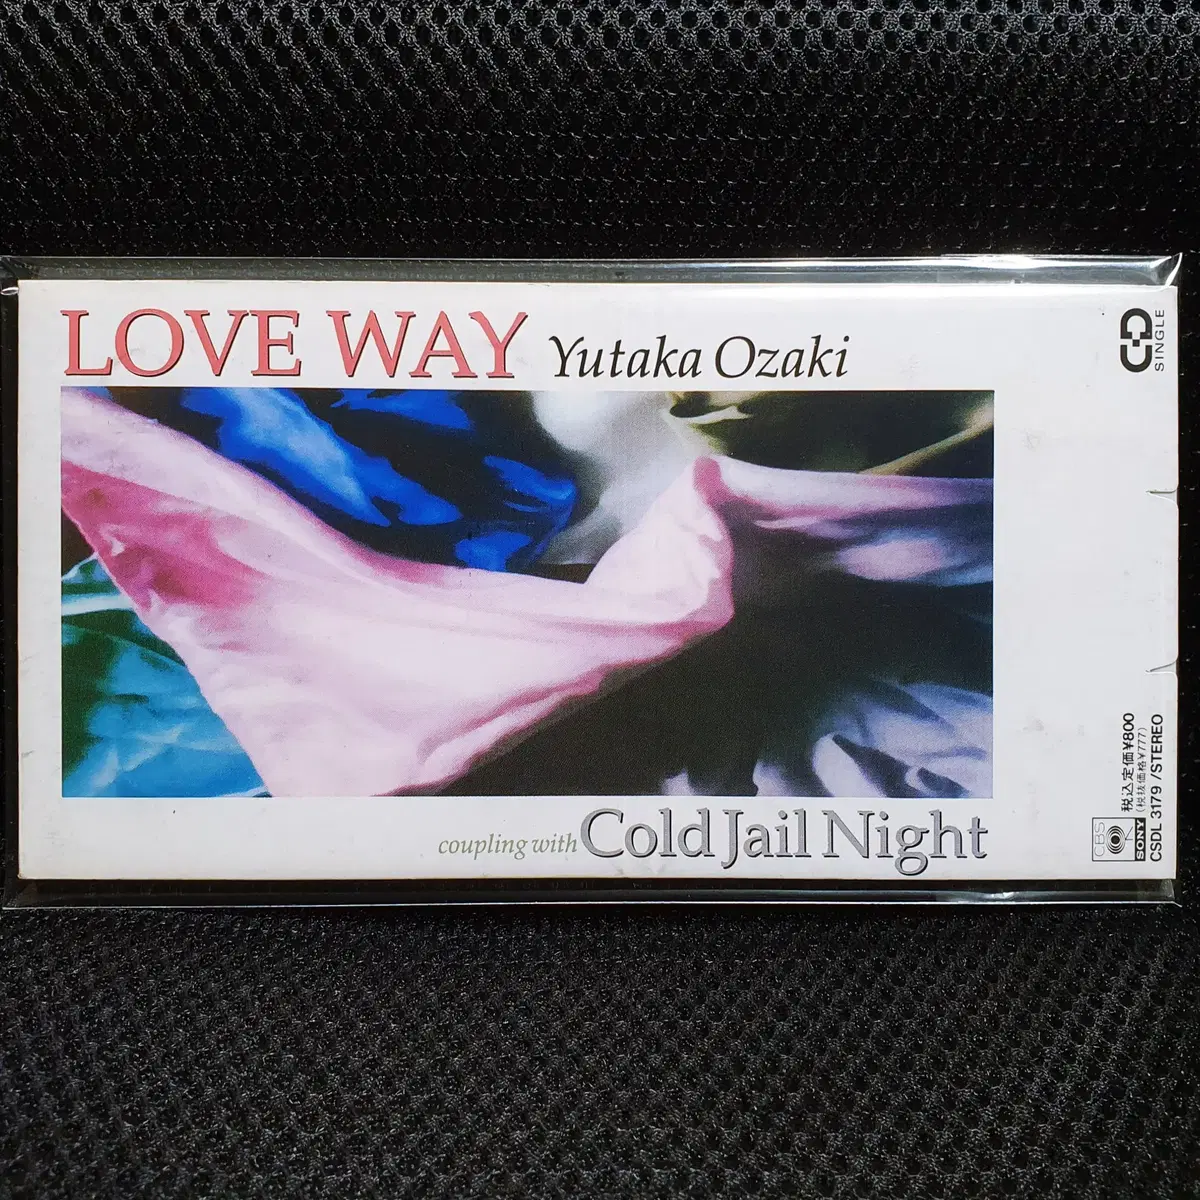 LOVE WAY Yutaka Ozaki
CD
SINGLE
coupling with Cold Jail Night
税込定価¥800
(税抜価格¥777)
CBS
SONY
CSDL 3179 /STEREO